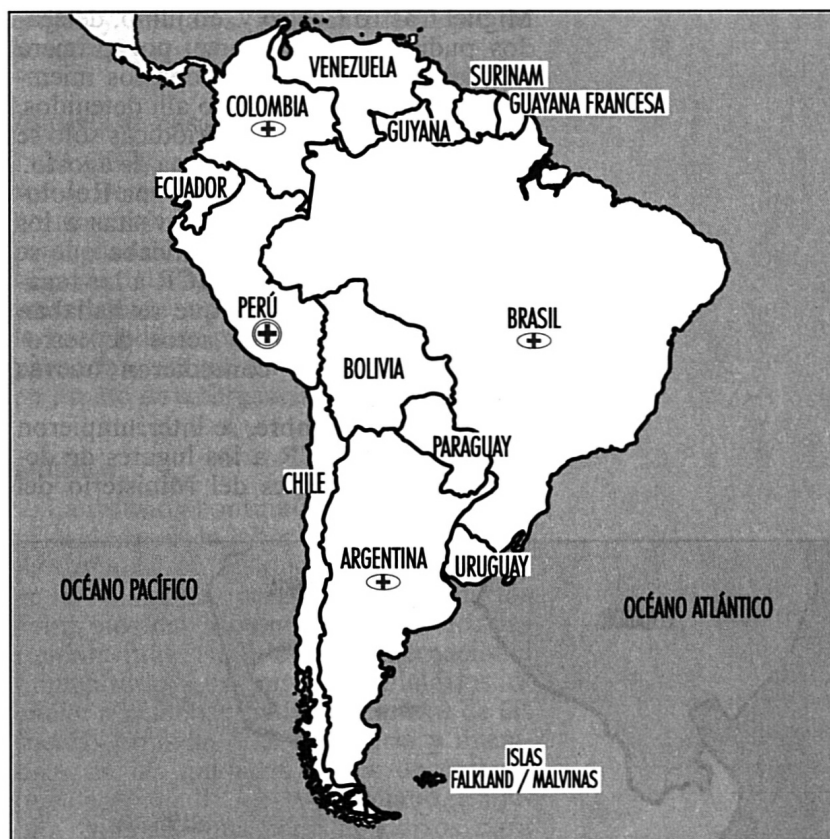 VENEZUELA
SURINAM
COLOMBIA
GUAYANA FRANCESA
GUYANA
ECUADOR
PERÚ
BRASIL
BOLIVIA
PARAGUAY
CHILE
ARGENTINA
URUGUAY
OCÉANO PACÍFICO
OCÉANO ATLÁNTICO
ISLAS
FALKLAND / MALVINAS